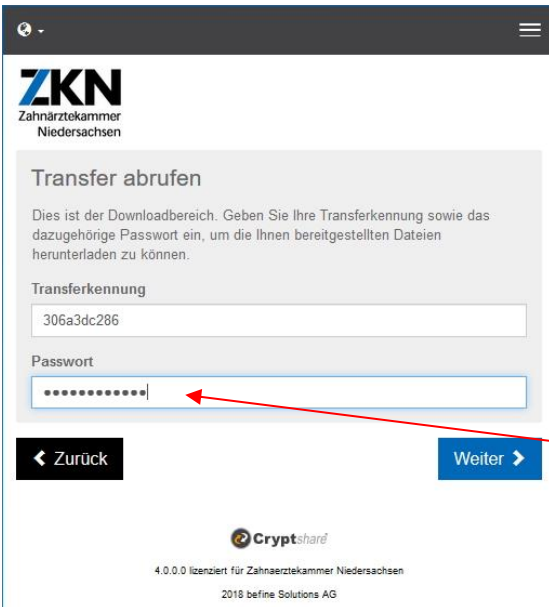 ZKN
Zahnärztekammer
Niedersachsen
Transfer abrufen
Dies ist der Downloadbereich. Geben Sie Ihre Transferkennung sowie das
dazugehörige Passwort ein, um die Ihnen bereitgestellten Dateien
herunterladen zu können.
Transferkennung
306a3dc286
Passwort
••••••••••••
Zurück
Weiter
Cryptshare
4.0.0.0 lizenziert für Zahnaerztekammer Niedersachsen
2018 befine Solutions AG